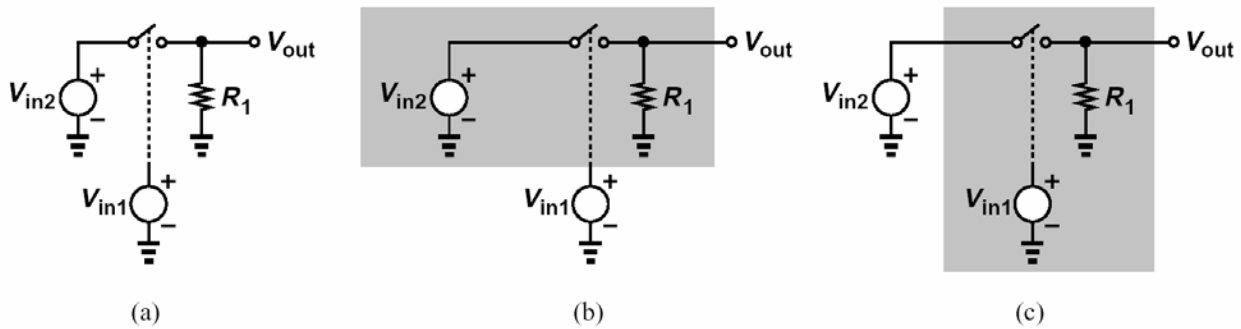 Vout
Vin2
+
−
R1
Vin1
+
−
(a)
Vout
Vin2
+
−
R1
Vin1
+
−
(b)
Vout
Vin2
+
−
R1
Vin1
+
−
(c)